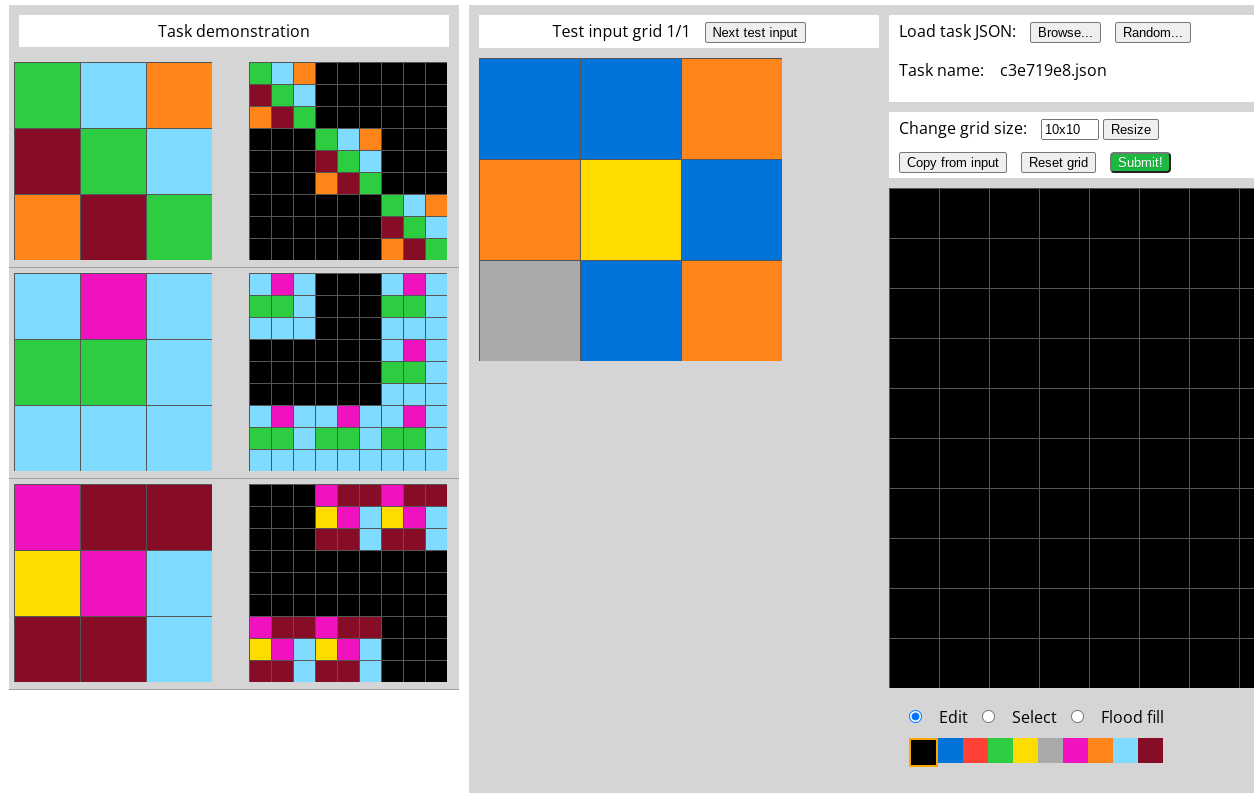 Task demonstration
Test input grid 1/1 Next test input
Load task JSON: Browse... Random...
Task name: c3e719e8.json
Change grid size: 10x10 Resize
Copy from input Reset grid Submit!
Edit Select Flood fill